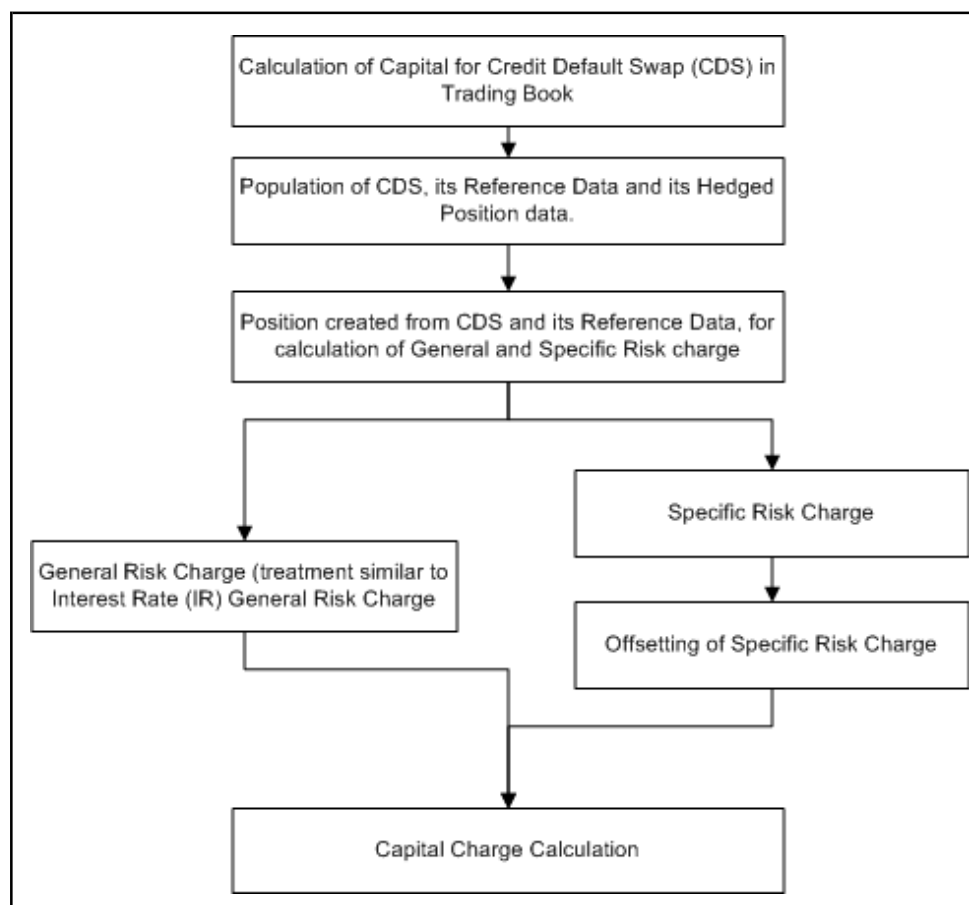 Calculation of Capital for Credit Default Swap (CDS) in
Trading Book
Population of CDS, its Reference Data and its Hedged
Position data.
Position created from CDS and its Reference Data, for
calculation of General and Specific Risk charge
Specific Risk Charge
General Risk Charge (treatment similar to
Interest Rate (IR) General Risk Charge
Offsetting of Specific Risk Charge
Capital Charge Calculation